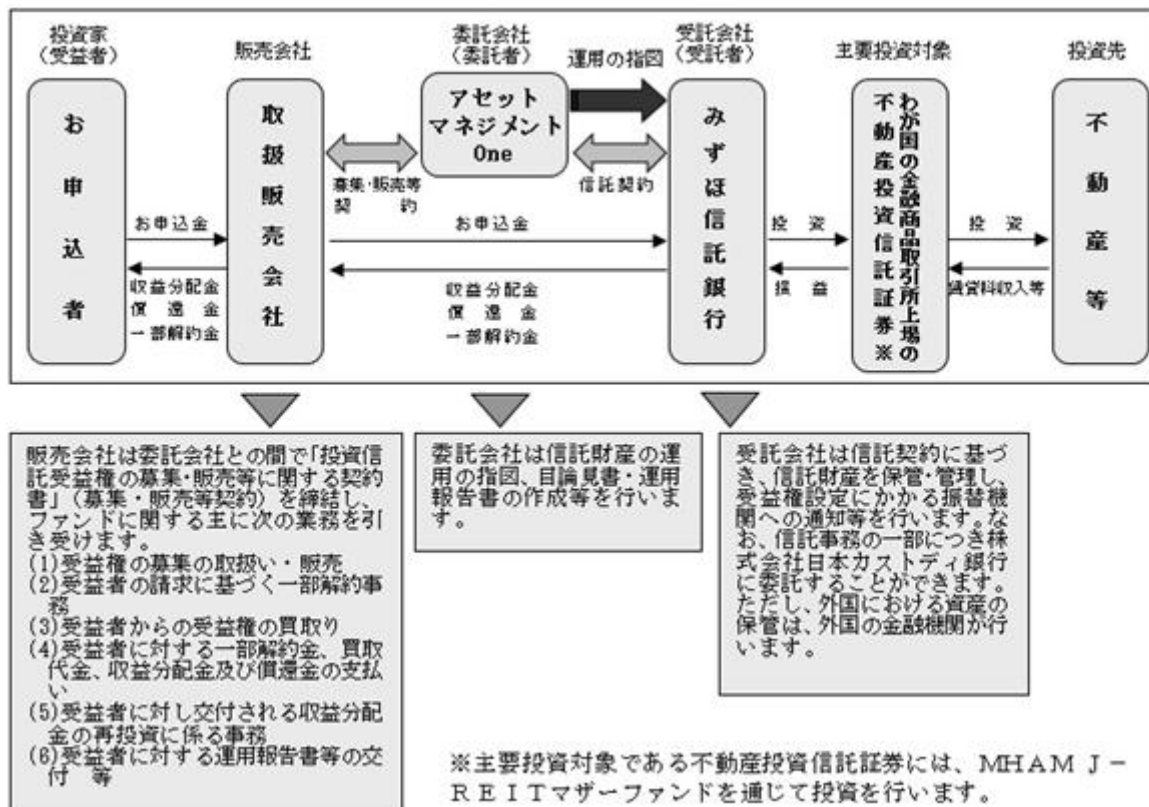 投資家
(受益者)
販売会社
委託会社
(委託者)
運用の指図
受託会社
(受託者)
主要投資対象
投資先
お申込者
取扱販売会社
アセット
マネジメント
One
みずほ信託銀行
わが国の金融商品取引所上場の
不動産投資信託証券※
不動産等
募集・販売等
契約
信託契約
お申込金
収益分配金
償還金
一部解約金
お申込金
収益分配金
償還金
一部解約金
投資
損益
投資
賃貸料収入等
販売会社は委託会社との間で「投資信
託受益権の募集・販売等に関する契約
書」(募集・販売等契約)を締結し、
ファンドに関する主に次の業務を引
き受けます。
(1)受益権の募集の取扱い・販売
(2)受益者の請求に基づく一部解約事
務
(3)受益者からの受益権の買取り
(4)受益者に対する一部解約金、買取
代金、収益分配金及び償還金の支払
い
(5)受益者に対し交付される収益分配
金の再投資に係る事務
(6)受益者に対する運用報告書等の交
付 等
委託会社は信託財産の運
用の指図、目論見書・運用
報告書の作成等を行いま
す。
受託会社は信託契約に基づ
き、信託財産を保管・管理し、
受益権設定にかかる振替機
関への通知等を行います。な
お、信託事務の一部につき株
式会社日本カストディ銀行
に委託することができます。
ただし、外国における資産の
保管は、外国の金融機関が行
います。
※主要投資対象である不動産投資信託証券には、MHAM J-
REITマザーファンドを通じて投資を行います。